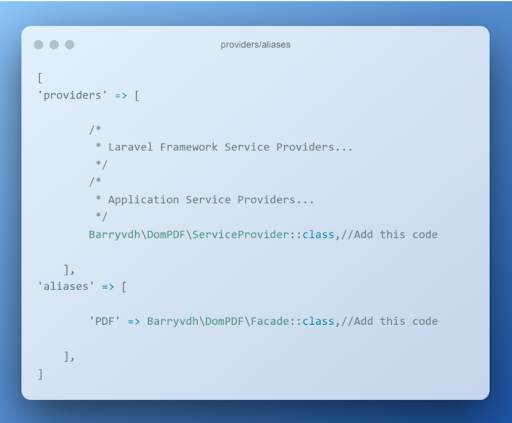 providers/aliases
[
'providers' => [
/*
* Laravel Framework Service Providers...
*/
/*
* Application Service Providers...
*/
Barryvdh\DomPDF\ServiceProvider::class,//Add this code
],
'aliases' => [
'PDF' => Barryvdh\DomPDF\Facade::class,//Add this code
],
]